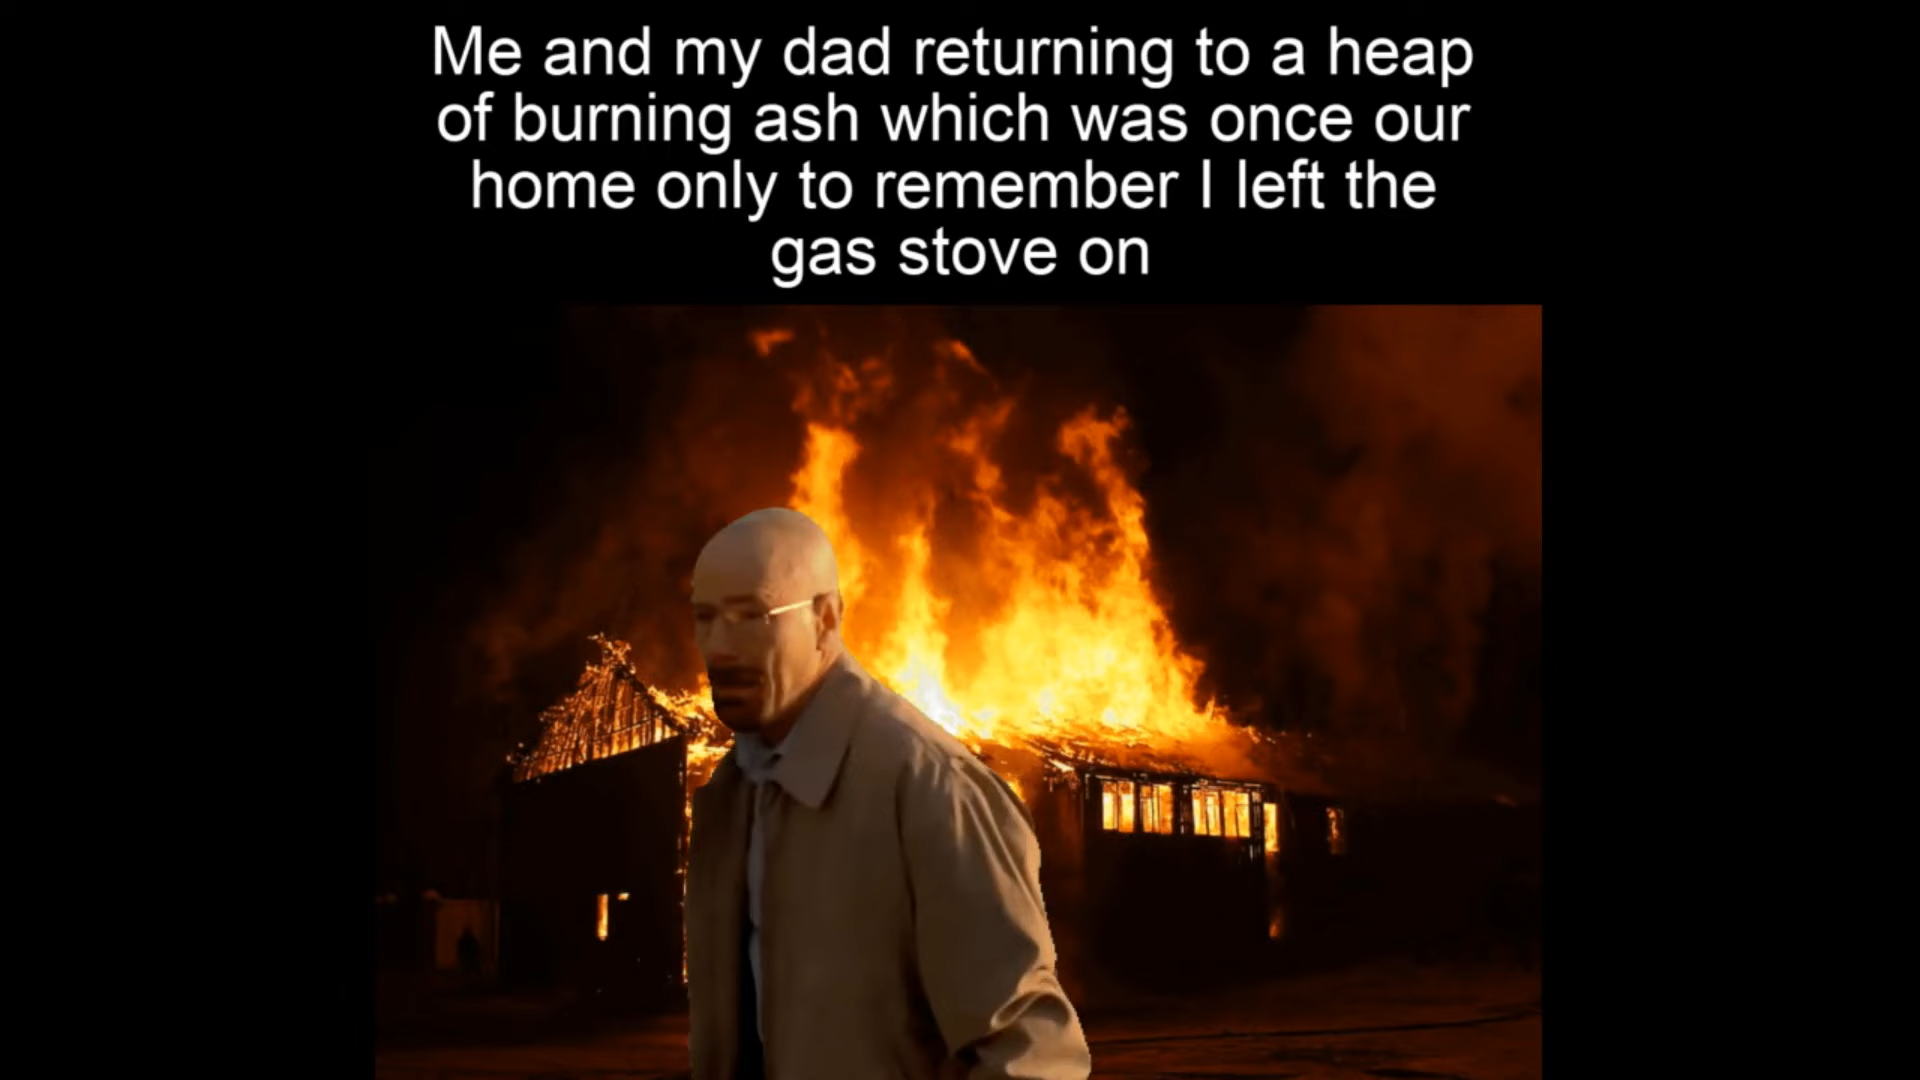 Me and my dad returning to a heap
of burning ash which was once our
home only to remember I left the
gas stove on